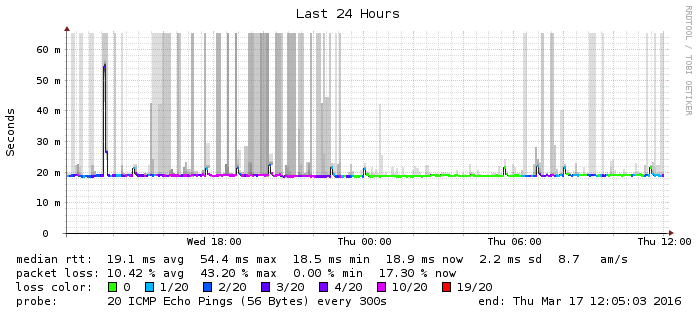 Last 24 Hours
RRDTOOL / TOBI OETIKER
Seconds
60 m
50 m
40 m
30 m
20 m
10 m
0
Wed 18:00 Thu 00:00 Thu 06:00 Thu 12:00
median rtt: 19.1 ms avg 54.4 ms max 18.5 ms min 18.9 ms now 2.2 ms sd 8.7 am/s
packet loss: 10.42 % avg 43.20 % max 0.00 % min 17.30 % now
loss color: 0 1/20 2/20 3/20 4/20 10/20 19/20
probe: 20 ICMP Echo Pings (56 Bytes) every 300s end: Thu Mar 17 12:05:03 2016